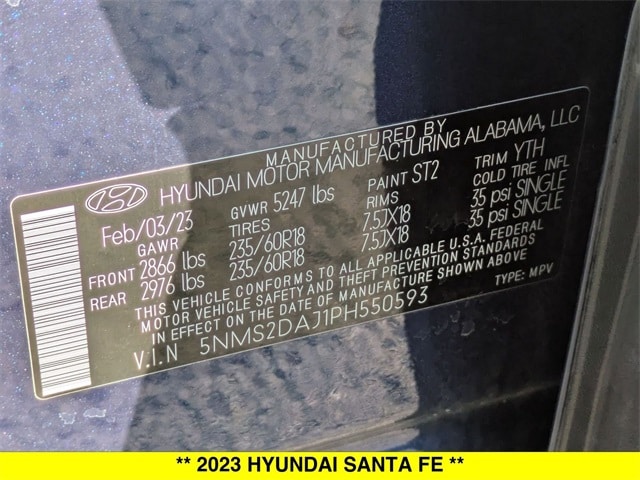 MANUFACTURED BY
HYUNDAI MOTOR MANUFACTURING ALABAMA, LLC
Feb/03/23 GVWR 5247 lbs PAINT ST2 TRIM YTH
GAWR TIRES RIMS COLD TIRE INFL
FRONT 2866 lbs 235/60R18 7.5JX18 35 psi SINGLE
REAR 2976 lbs 235/60R18 7.5JX18 35 psi SINGLE
THIS VEHICLE CONFORMS TO ALL APPLICABLE U.S.A. FEDERAL
MOTOR VEHICLE SAFETY AND THEFT PREVENTION STANDARDS
IN EFFECT ON THE DATE OF MANUFACTURE SHOWN ABOVE
V.I.N 5NMS2DAJ1PH550593 TYPE: MPV
** 2023 HYUNDAI SANTA FE **